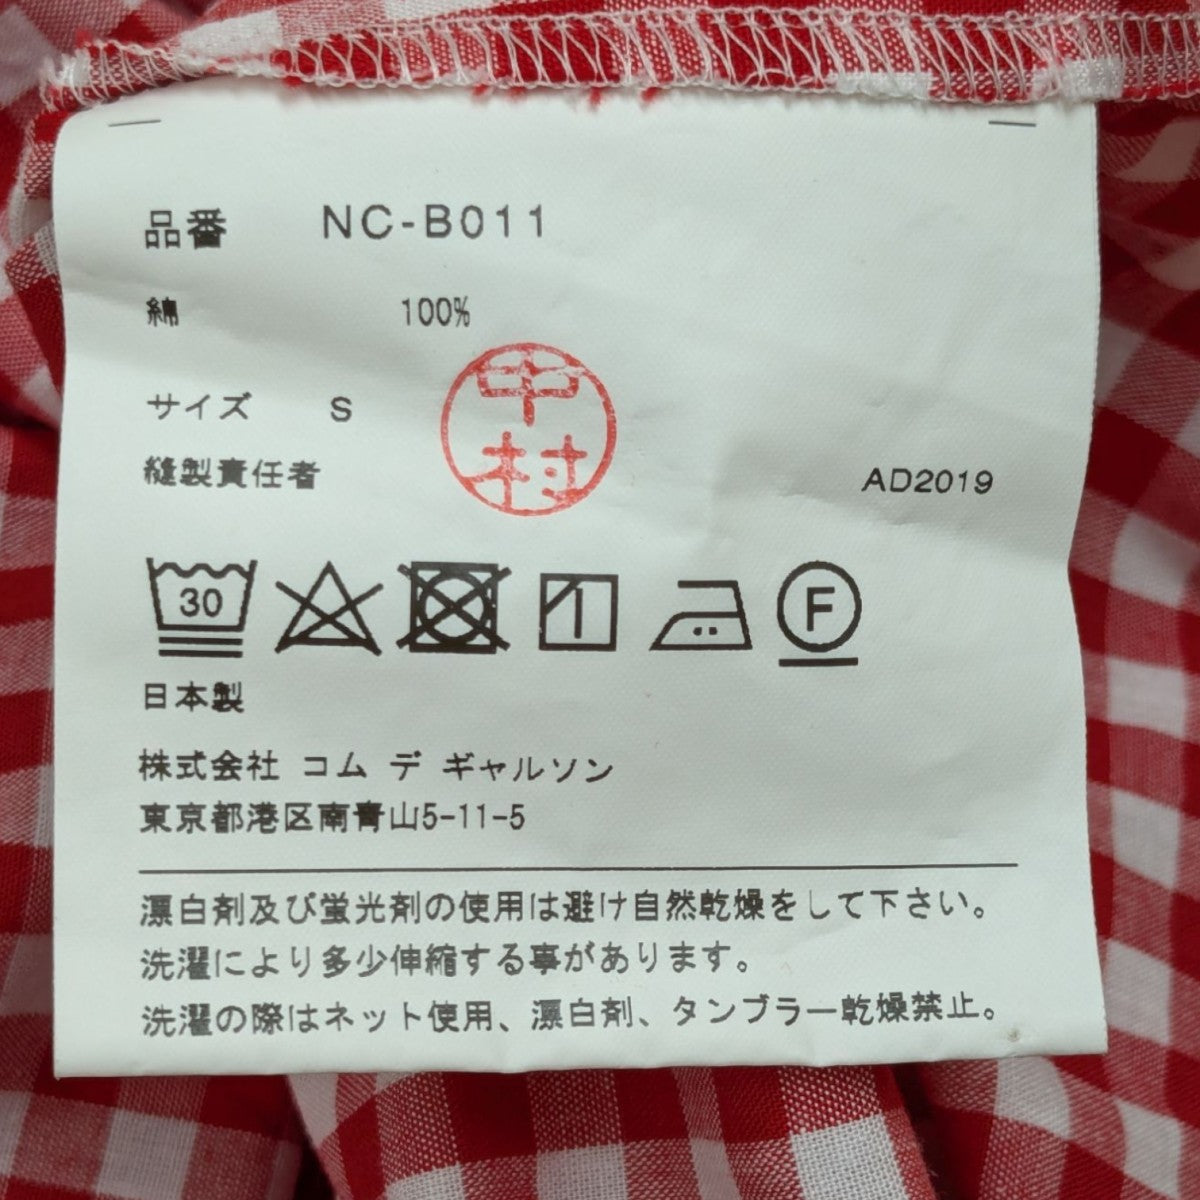 品番 NC-B011
綿 100%
サイズ S
縫製責任者
中村
AD2019
30
F
日本製
株式会社 コム デ ギャルソン
東京都港区南青山5-11-5
漂白剤及び蛍光剤の使用は避け自然乾燥をして下さい。
洗濯により多少伸縮する事があります。
洗濯の際はネット使用、漂白剤、タンブラー乾燥禁止。